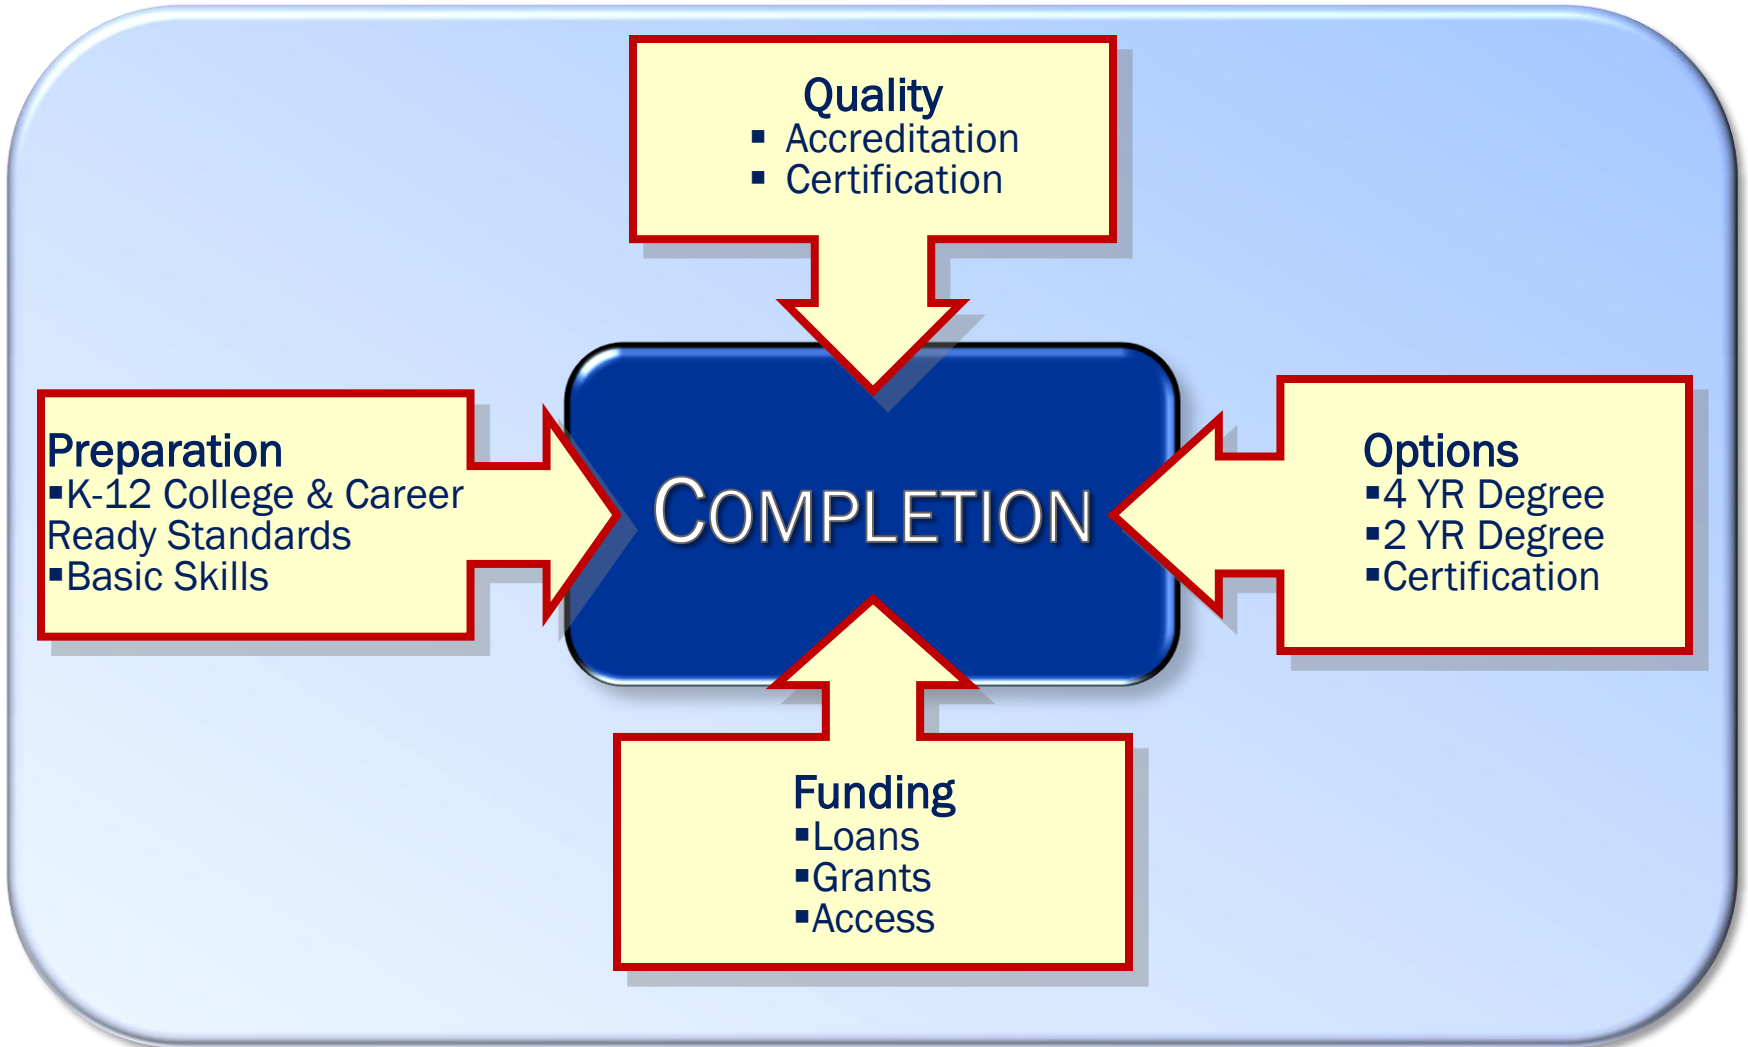 Quality
▪ Accreditation
▪ Certification
Preparation
▪K-12 College & Career
Ready Standards
▪Basic Skills
COMPLETION
Options
▪4 YR Degree
▪2 YR Degree
▪Certification
Funding
▪Loans
▪Grants
▪Access